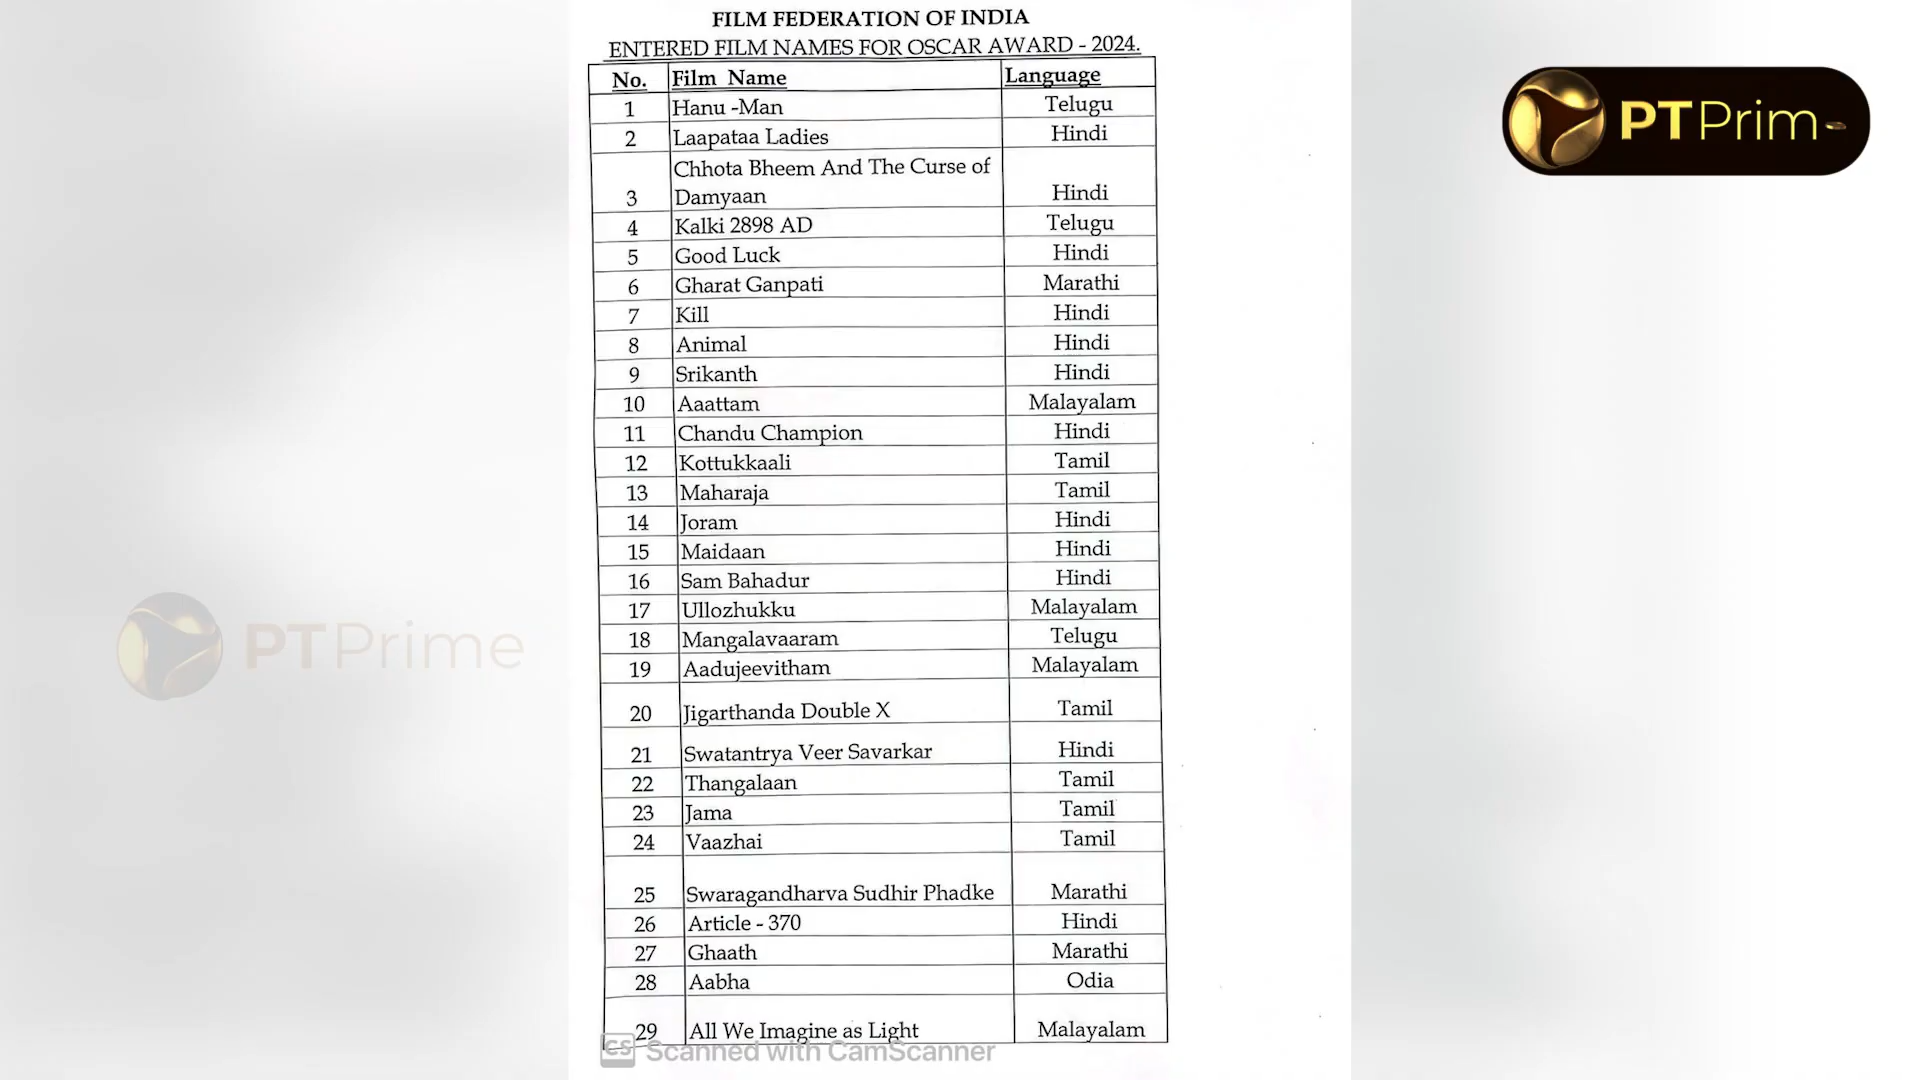 FILM FEDERATION OF INDIA
ENTERED FILM NAMES FOR OSCAR AWARD - 2024.
No. Film Name Language
1 Hanu -Man Telugu
2 Laapataa Ladies Hindi
Chhota Bheem And The Curse of
3 Damyaan Hindi
4 Kalki 2898 AD Telugu
5 Good Luck Hindi
6 Gharat Ganpati Marathi
7 Kill Hindi
8 Animal Hindi
9 Srikanth Hindi
10 Aaattam Malayalam
11 Chandu Champion Hindi
12 Kottukkaali Tamil
13 Maharaja Tamil
14 Joram Hindi
15 Maidaan Hindi
16 Sam Bahadur Hindi
17 Ullozhukku Malayalam
18 Mangalavaaram Telugu
19 Aadujeevitham Malayalam
20 Jigarthanda Double X Tamil
21 Swatantrya Veer Savarkar Hindi
22 Thangalaan Tamil
23 Jama Tamil
24 Vaazhai Tamil
25 Swaragandharva Sudhir Phadke Marathi
26 Article - 370 Hindi
27 Ghaath Marathi
28 Aabha Odia
29 All We Imagine as Light Malayalam
CS Scanned with CamScanner
PT Prim
PT Prime